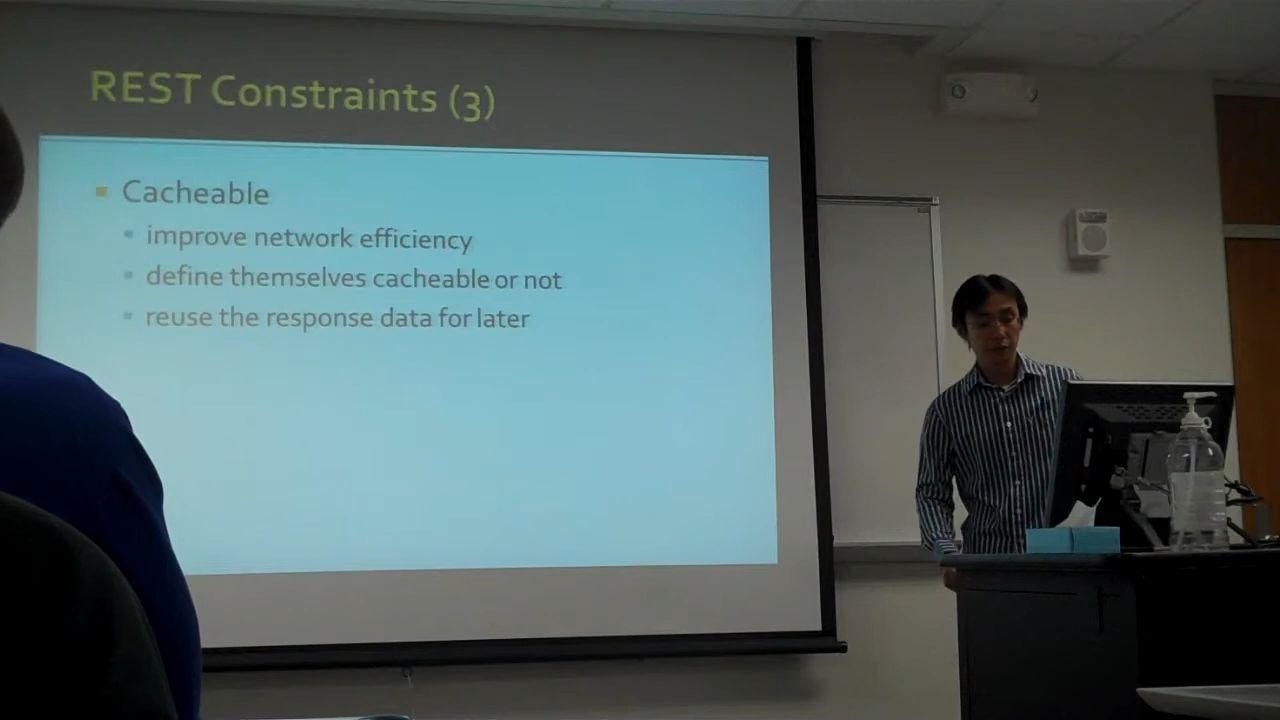 REST Constraints (3)
Cacheable
improve network efficiency
define themselves cacheable or not
reuse the response data for later